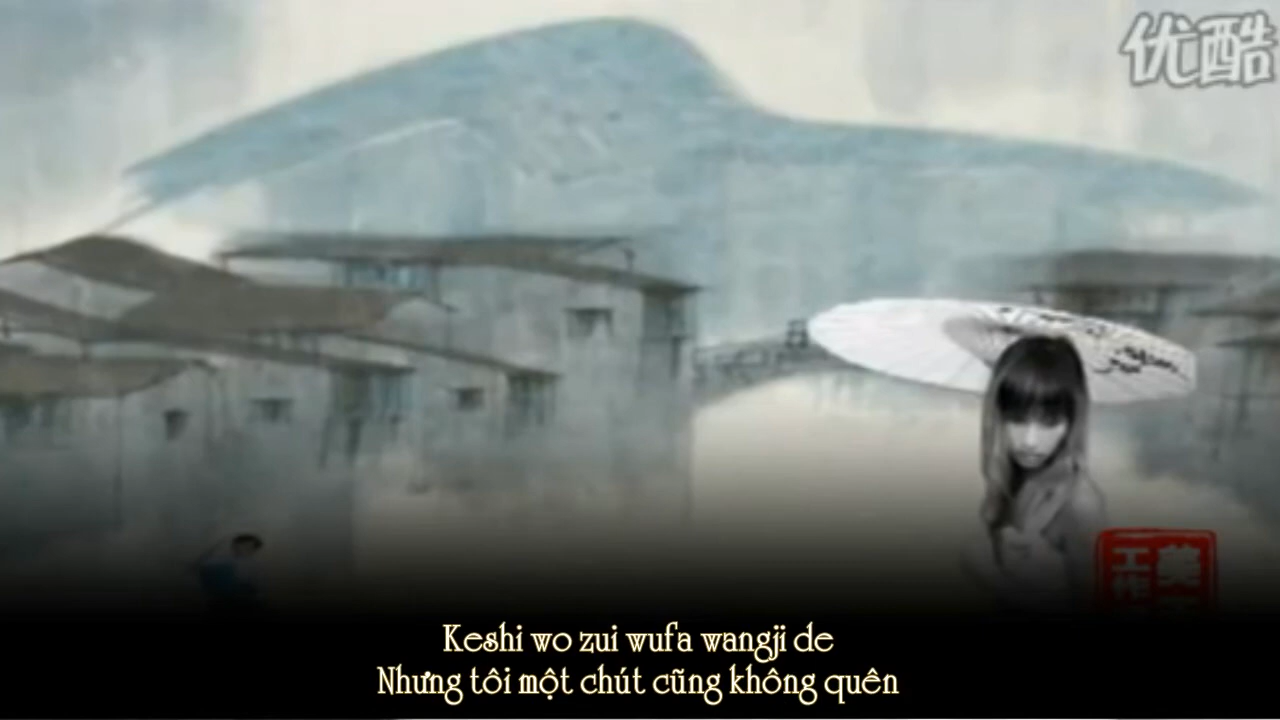 优酷
Keshi wo zui wufa wangji de
Nhưng tôi một chút cũng không quên